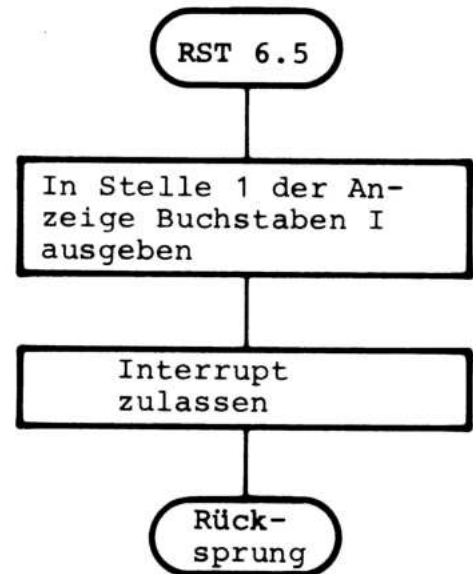 RST 6.5
In Stelle 1 der An-
zeige Buchstaben I
ausgeben
Interrupt
zulassen
Rück-
sprung